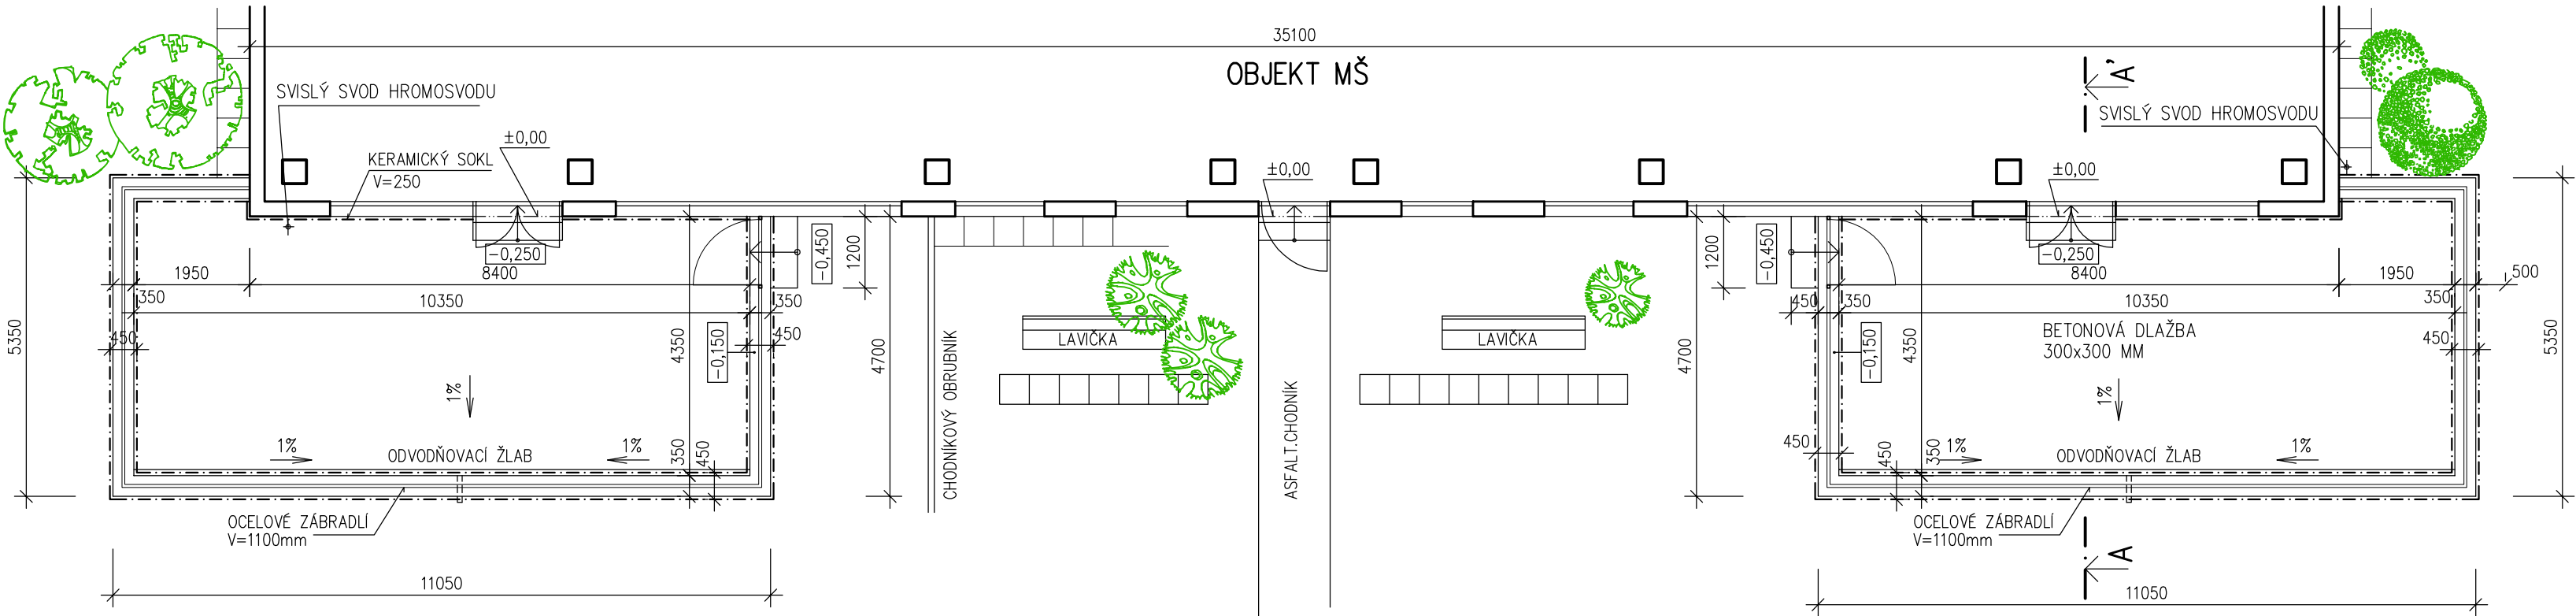 35100
OBJEKT MŠ
A'
SVISLÝ SVOD HROMOSVODU
SVISLÝ SVOD HROMOSVODU
±0,00
KERAMICKÝ SOKL
V=250
±0,00
±0,00
-0,250
8400
1950
350
10350
350
-0,450
1200
1200
-0,450
-0,250
8400
1950
500
450
350
10350
350
5350
450
4350
-0,150
450
4700
CHODNÍKOVÝ OBRUBNÍK
LAVIČKA
ASFALT.CHODNÍK
LAVIČKA
4700
-0,150
4350
BETONOVÁ DLAŽBA
300x300 MM
450
5350
1%
1%
1%
ODVODŇOVACÍ ŽLAB
1%
350
450
450
450
350
1%
ODVODŇOVACÍ ŽLAB
1%
OCELOVÉ ZÁBRADLÍ
V=1100mm
OCELOVÉ ZÁBRADLÍ
V=1100mm
A
11050
11050